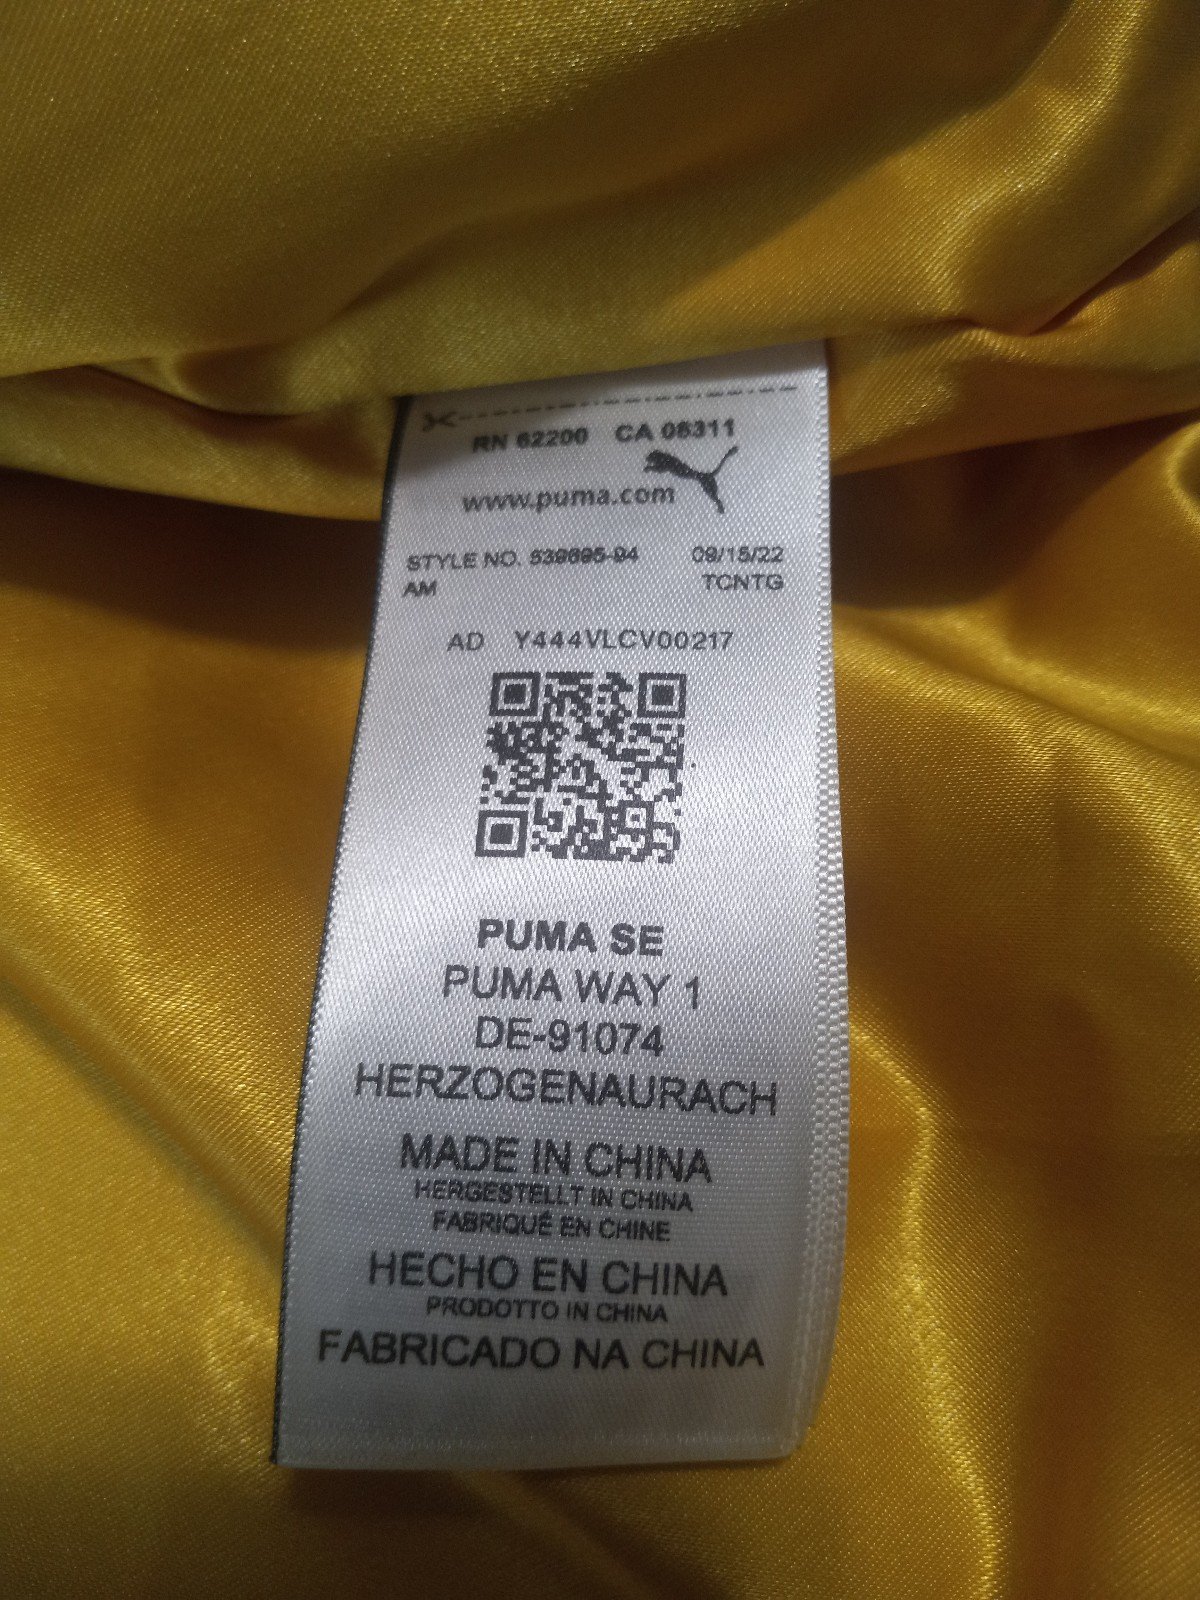 RN 62200 CA 06311
www.puma.com
STYLE NO. 539695-94 09/15/22
AM TCNTG
AD Y444VLCV00217
PUMA SE
PUMA WAY 1
DE-91074
HERZOGENAURACH
MADE IN CHINA
HERGESTELLT IN CHINA
FABRIQUÉ EN CHINE
HECHO EN CHINA
PRODOTTO IN CHINA
FABRICADO NA CHINA